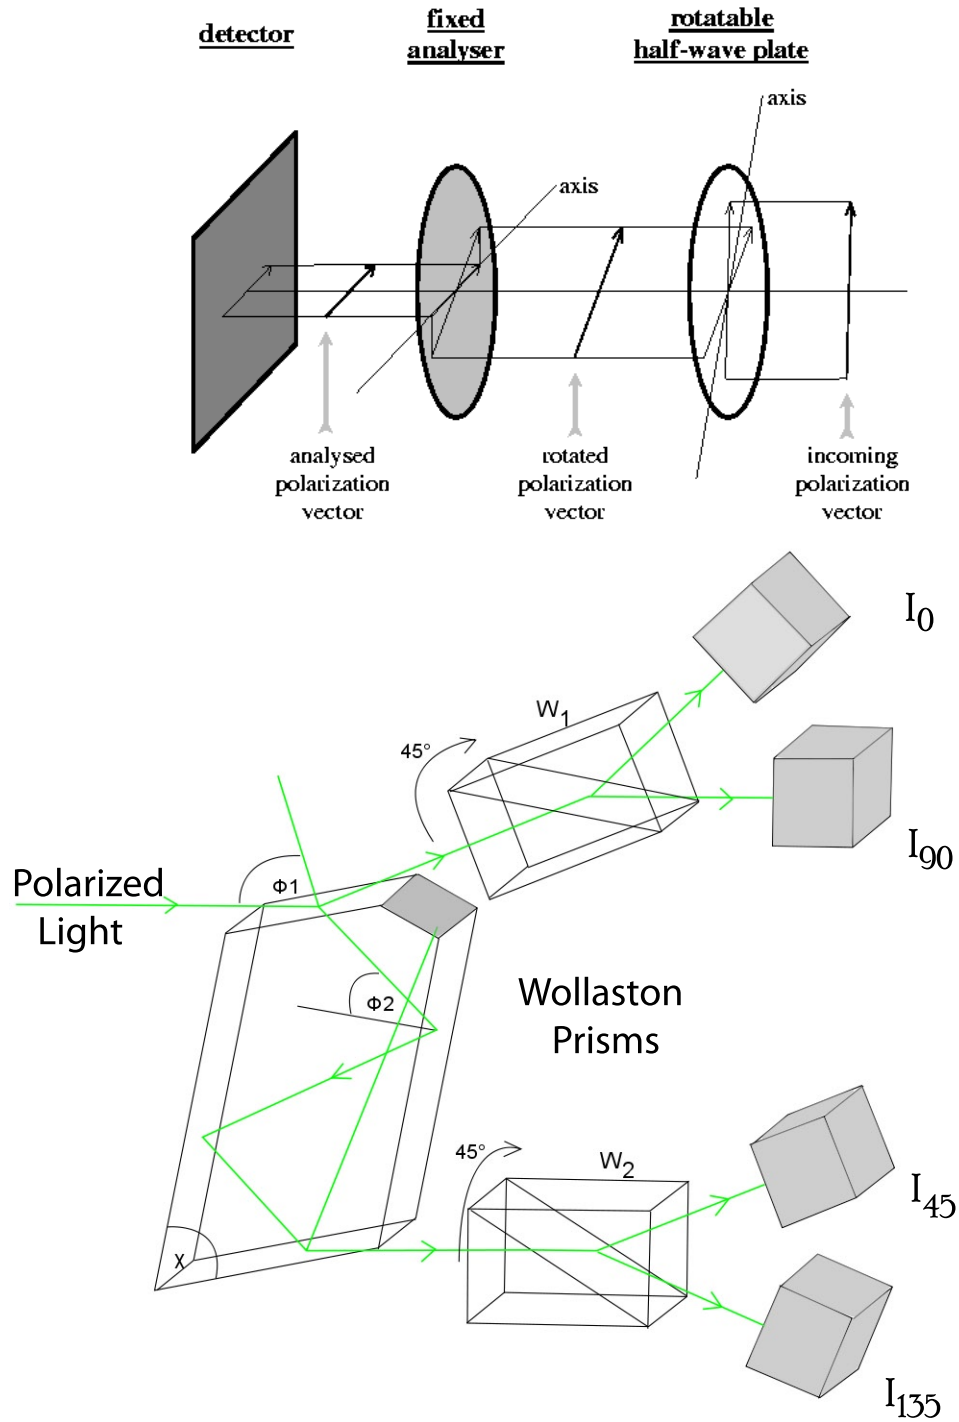 detector
fixed
analyser
rotatable
half-wave plate
axis
axis
analysed
polarization
vector
rotated
polarization
vector
incoming
polarization
vector
I0
W1
45°
I90
Polarized
Light
Φ1
Φ2
Wollaston
Prisms
45°
W2
I45
X
I135